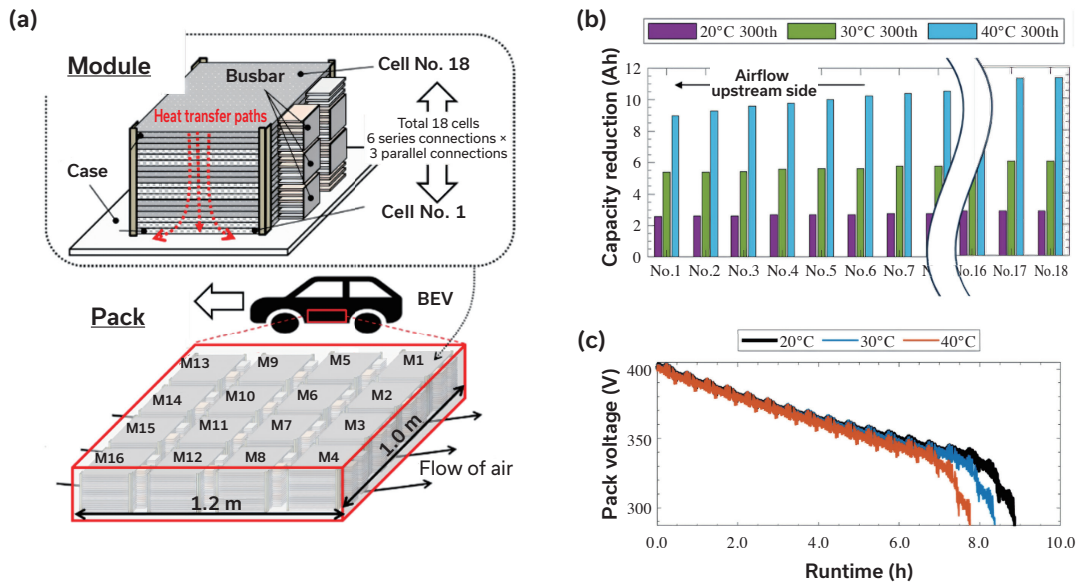 (a)
Module
Busbar
Cell No. 18
Heat transfer paths
Total 18 cells
6 series connections ×
3 parallel connections
Case
Cell No. 1
BEV
Pack
M13 M9 M5 M1
M14 M10 M6 M2
M15 M11 M7 M3
M16 M12 M8 M4
1.0 m
Flow of air
1.2 m
(b)
20°C 300th 30°C 300th 40°C 300th
Capacity reduction (Ah)
12
10
8
6
4
2
0
Airflow
upstream side
No.1 No.2 No.3 No.4 No.5 No.6 No.7 No.16 No.17 No.18
(c)
20°C 30°C 40°C
Pack voltage (V)
400
350
300
0.0 2.0 4.0 6.0 8.0 10.0
Runtime (h)